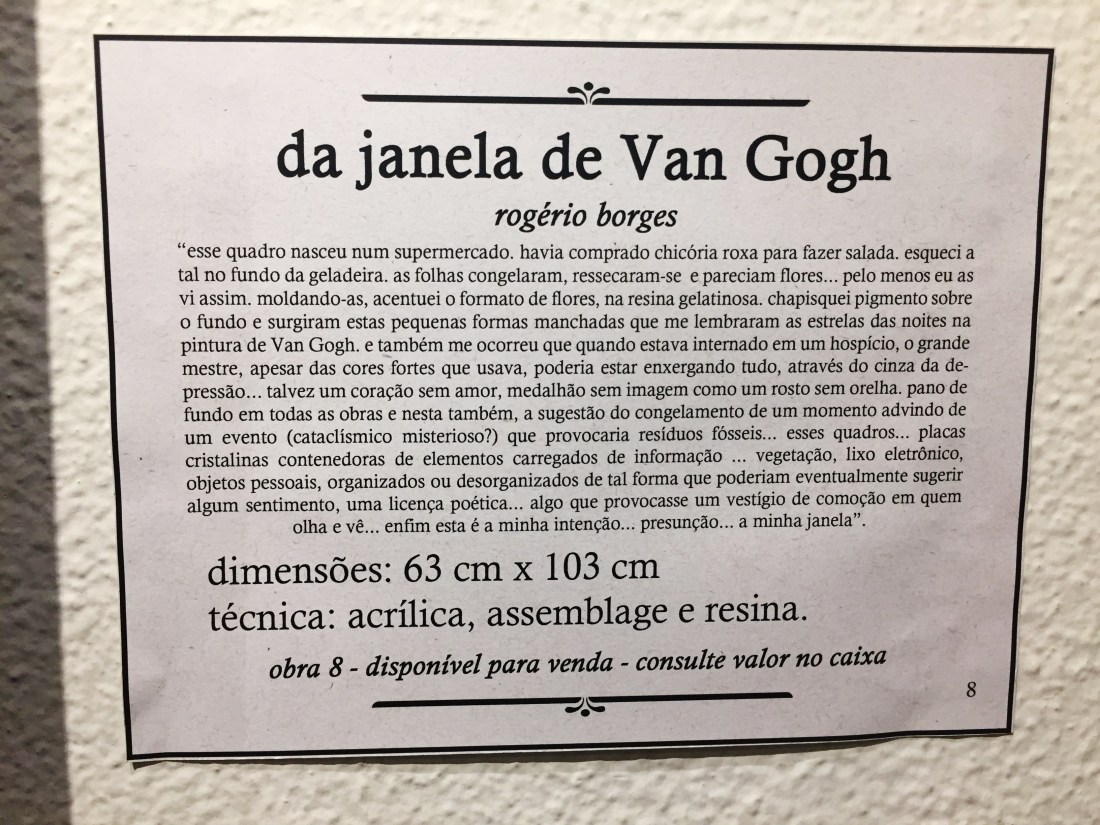 da janela de Van Gogh
rogério borges
“esse quadro nasceu num supermercado. havia comprado chicória roxa para fazer salada. esqueci a
tal no fundo da geladeira. as folhas congelaram, ressecaram-se e pareciam flores... pelo menos eu as
vi assim. moldando-as, acentuei o formato de flores, na resina gelatinosa. chapisquei pigmento sobre
o fundo e surgiram estas pequenas formas manchadas que me lembraram as estrelas das noites na
pintura de Van Gogh. e também me ocorreu que quando estava internado em um hospício, o grande
mestre, apesar das cores fortes que usava, poderia estar enxergando tudo, através do cinza da de-
pressão... talvez um coração sem amor, medalhão sem imagem como um rosto sem orelha. pano de
fundo em todas as obras e nesta também, a sugestão do congelamento de um momento advindo de
um evento (cataclísmico misterioso?) que provocaria resíduos fósseis... esses quadros... placas
cristalinas contenedoras de elementos carregados de informação ... vegetação, lixo eletrônico,
objetos pessoais, organizados ou desorganizados de tal forma que poderiam eventualmente sugerir
algum sentimento, uma licença poética... algo que provocasse um vestígio de comoção em quem
olha e vê... enfim esta é a minha intenção... presunção... a minha janela”.
dimensões: 63 cm x 103 cm
técnica: acrílica, assemblage e resina.
obra 8 - disponível para venda - consulte valor no caixa
8